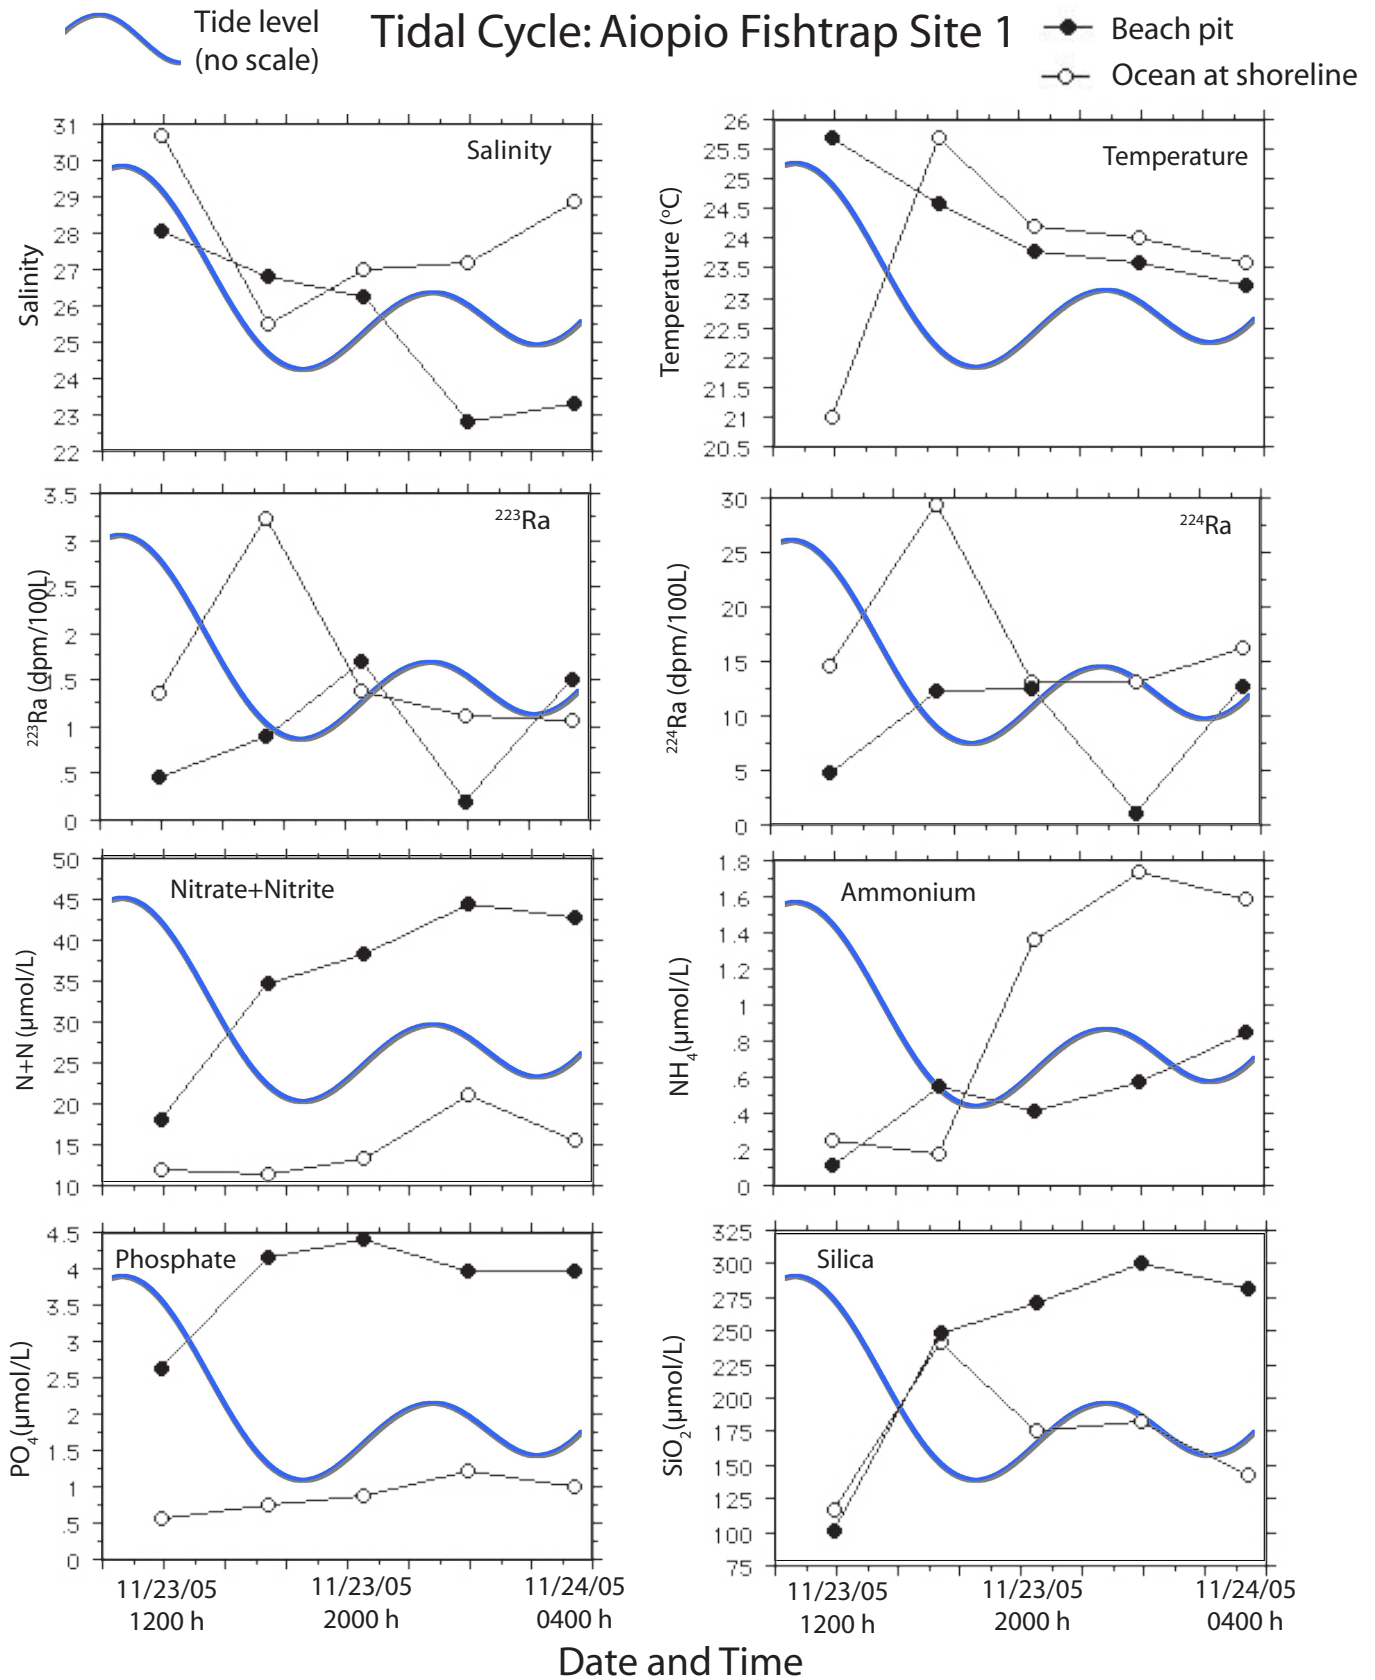 Tide level
(no scale)
Tidal Cycle: Aiopio Fishtrap Site 1
Beach pit
Ocean at shoreline
Salinity
Salinity
31
30
29
28
27
26
25
24
23
22
Temperature
Temperature (°C)
26
25.5
25
24.5
24
23.5
23
22.5
22
21.5
21
20.5
²²³Ra
²²³Ra (dpm/100L)
3.5
3
2.5
2
1.5
1
.5
0
²²⁴Ra
²²⁴Ra (dpm/100L)
30
25
20
15
10
5
0
Nitrate+Nitrite
N+N (μmol/L)
50
45
40
35
30
25
20
15
10
Ammonium
NH₄(μmol/L)
1.8
1.6
1.4
1.2
1
.8
.6
.4
.2
0
Phosphate
PO₄(μmol/L)
4.5
4
3.5
3
2.5
2
1.5
1
.5
0
Silica
SiO₂(μmol/L)
325
300
275
250
225
200
175
150
125
100
75
11/23/05 11/23/05 11/24/05
1200 h 2000 h 0400 h
11/23/05 11/23/05 11/24/05
1200 h 2000 h 0400 h
Date and Time